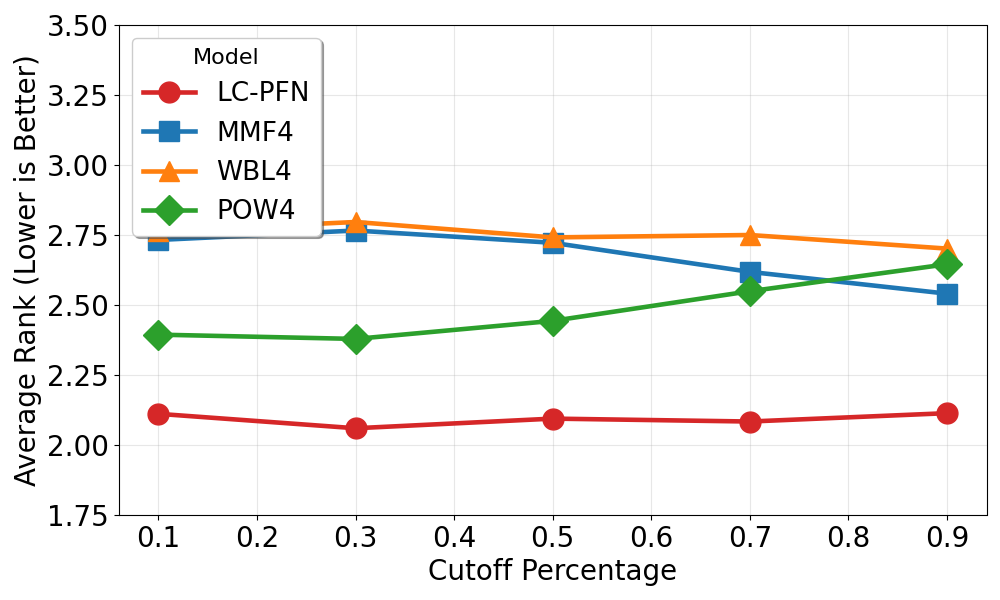 3.50
3.25
3.00
2.75
2.50
2.25
2.00
1.75
Average Rank (Lower is Better)
Model
LC-PFN
MMF4
WBL4
POW4
0.1 0.2 0.3 0.4 0.5 0.6 0.7 0.8 0.9
Cutoff Percentage